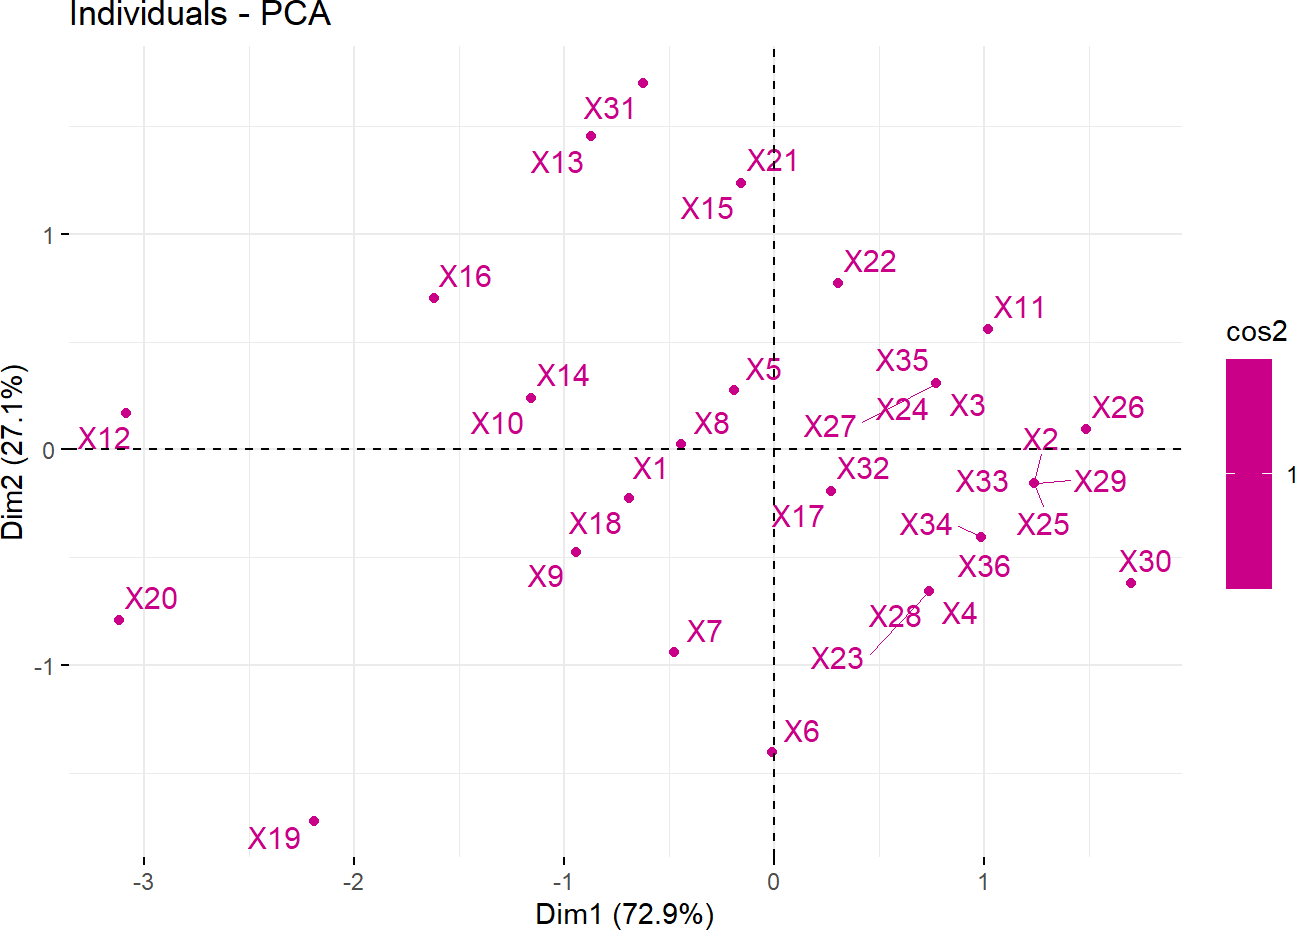 Individuals - PCA
X31
X13
X21
X15
1
X22
X16
X11
cos2
X35
X5
X14
X3
X24
X26
X10
X8
X27
X12
X2
0
X1
X32
X33
X29
1
X17
X18
X34
X25
X9
X36
X30
X20
X28
X4
X7
X23
-1
X6
X19
-3
-2
-1
0
1
Dim1 (72.9%)
Dim2 (27.1%)